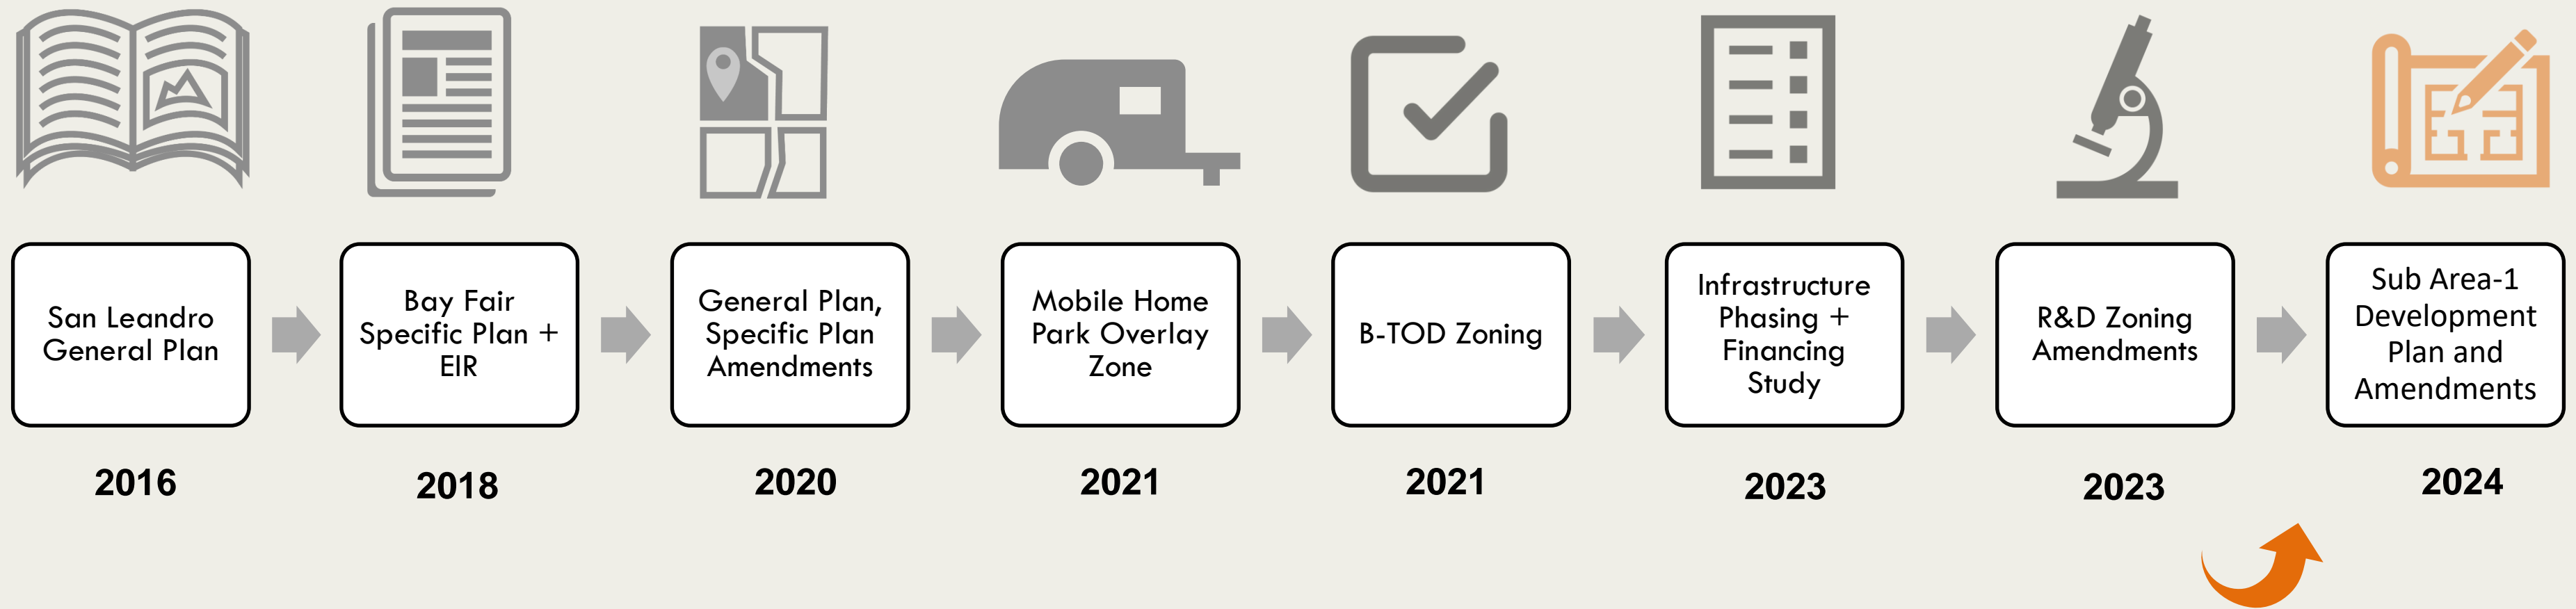 San Leandro
General Plan
Bay Fair
Specific Plan +
EIR
General Plan,
Specific Plan
Amendments
Mobile Home
Park Overlay
Zone
B-TOD Zoning
Infrastructure
Phasing +
Financing
Study
R&D Zoning
Amendments
Sub Area-1
Development
Plan and
Amendments
2016
2018
2020
2021
2021
2023
2023
2024